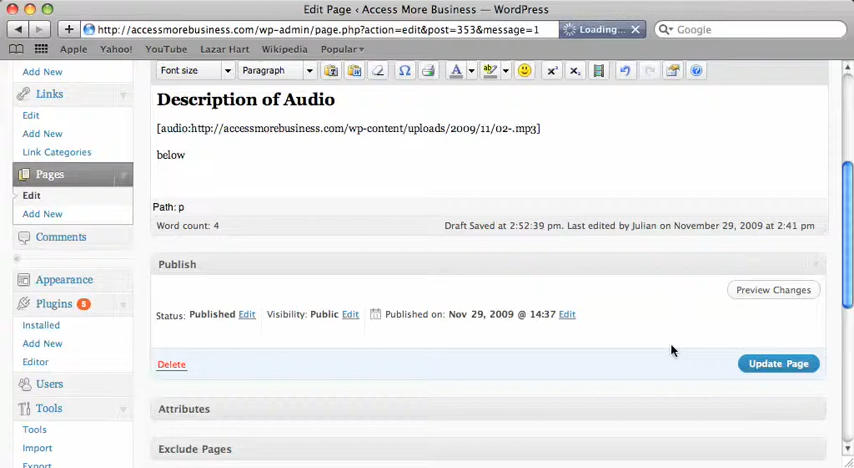 Edit Page ‹ Access More Business — WordPress
http://accessmorebusiness.com/wp-admin/page.php?action=edit&post=353&message=1
Loading...
Google
Apple Yahoo! YouTube Lazar Hart Wikipedia Popular
Add New
Links
Edit
Add New
Link Categories
Pages
Edit
Add New
Comments
Appearance
Plugins 5
Installed
Add New
Editor
Users
Tools
Tools
Import
Export
Font size Paragraph
Description of Audio
[audio:http://accessmorebusiness.com/wp-content/uploads/2009/11/02-.mp3]
below
Path: p
Word count: 4 Draft Saved at 2:52:39 pm. Last edited by Julian on November 29, 2009 at 2:41 pm
Publish
Preview Changes
Status: Published Edit Visibility: Public Edit Published on: Nov 29, 2009 @ 14:37 Edit
Delete Update Page
Attributes
Exclude Pages